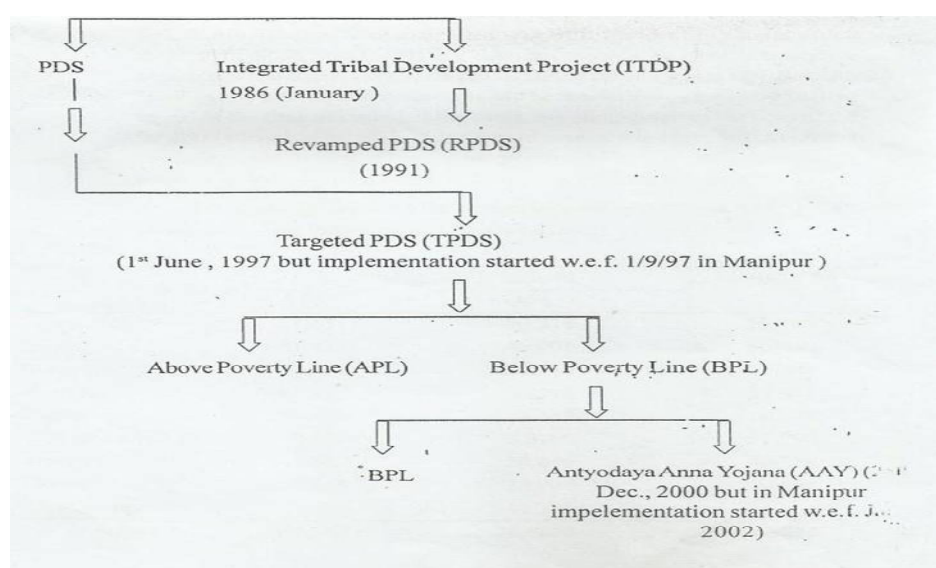 PDS
Integrated Tribal Development Project (ITDP)
1986 (January )
Revamped PDS (RPDS)
(1991)
Targeted PDS (TPDS)
(1st June , 1997 but implementation started w.e.f. 1/9/97 in Manipur )
Above Poverty Line (APL)
Below Poverty Line (BPL)
BPL
Antyodaya Anna Yojana (AAY)
Dec., 2000 but in Manipur
impelementation started w.e.f.
2002)